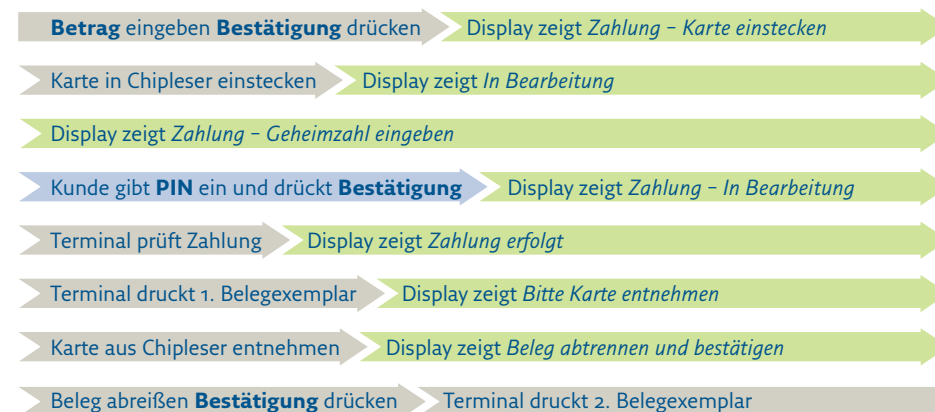 Betrag eingeben Bestätigung drücken Display zeigt Zahlung – Karte einstecken
Karte in Chipleser einstecken Display zeigt In Bearbeitung
Display zeigt Zahlung – Geheimzahl eingeben
Kunde gibt PIN ein und drückt Bestätigung Display zeigt Zahlung – In Bearbeitung
Terminal prüft Zahlung Display zeigt Zahlung erfolgt
Terminal druckt 1. Belegexemplar Display zeigt Bitte Karte entnehmen
Karte aus Chipleser entnehmen Display zeigt Beleg abtrennen und bestätigen
Beleg abreißen Bestätigung drücken Terminal druckt 2. Belegexemplar